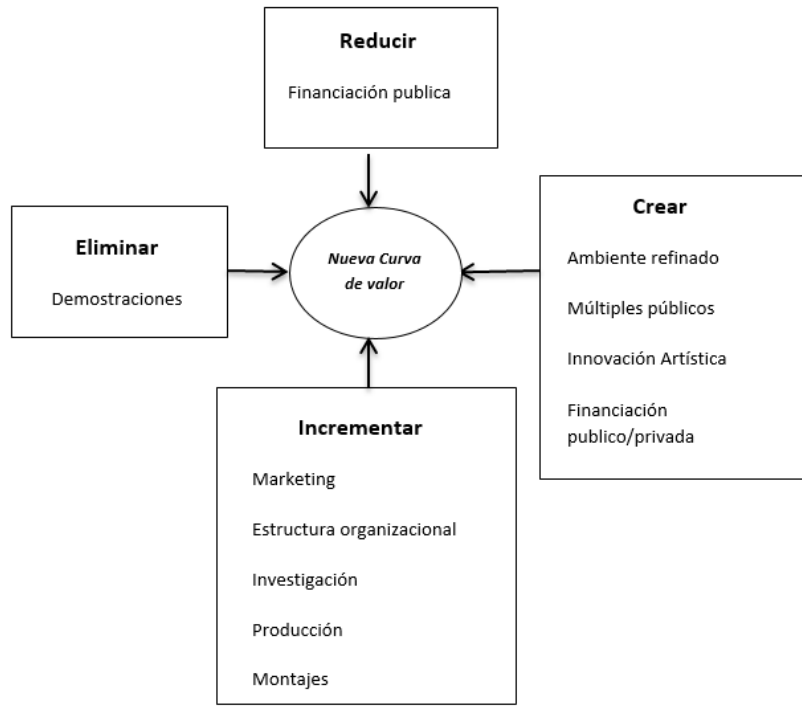 Reducir
Financiación publica
Eliminar
Demostraciones
Nueva Curva
de valor
Crear
Ambiente refinado
Múltiples públicos
Innovación Artística
Financiación
publico/privada
Incrementar
Marketing
Estructura organizacional
Investigación
Producción
Montajes